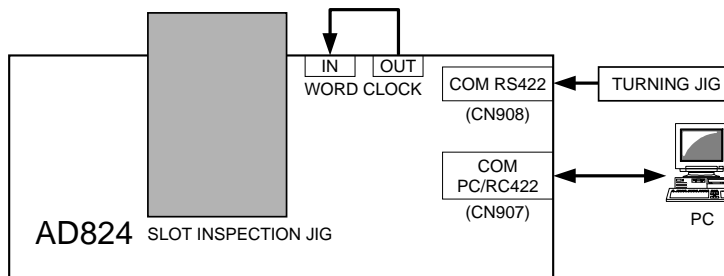 IN
OUT
WORD CLOCK
COM RS422
(CN908)
TURNING JIG
COM
PC/RC422
(CN907)
PC
AD824
SLOT INSPECTION JIG